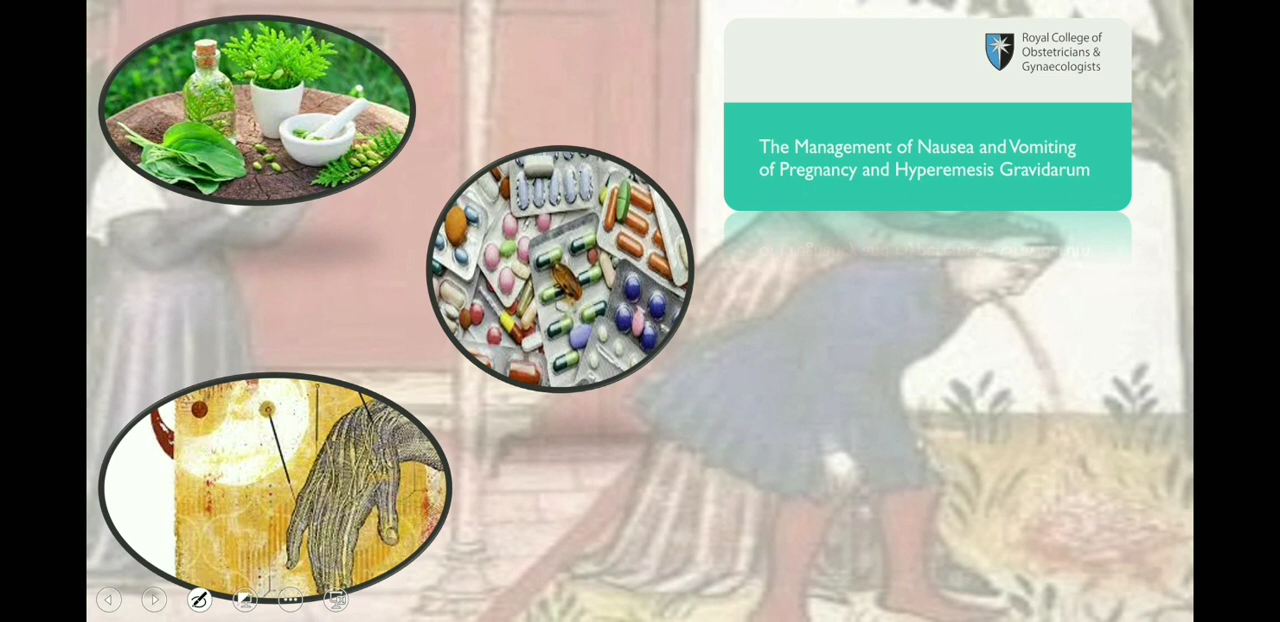 Royal College of
Obstetricians &
Gynaecologists
The Management of Nausea and Vomiting
of Pregnancy and Hyperemesis Gravidarum